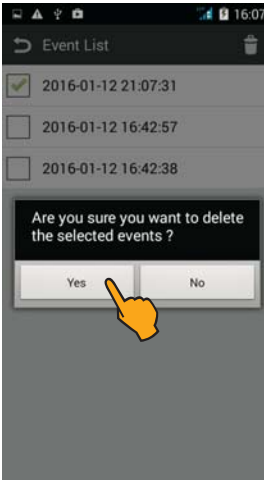 16:07
Event List
2016-01-12 21:07:31
2016-01-12 16:42:57
2016-01-12 16:42:38
Are you sure you want to delete
the selected events ?
Yes
No